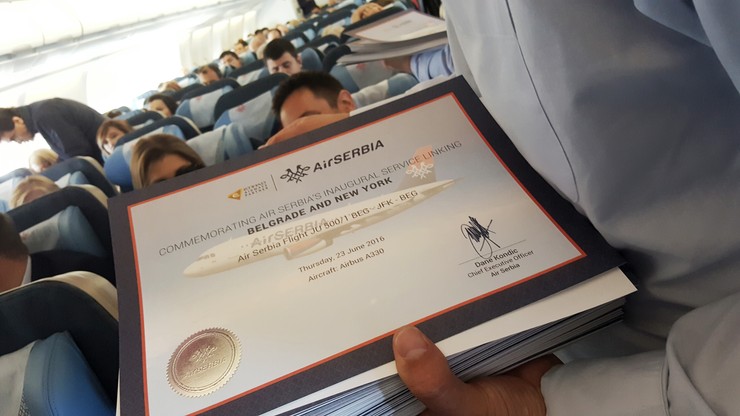 AirSERBIA
COMMEMORATING AIR SERBIA'S INAUGURAL SERVICE LINKING
BELGRADE AND NEW YORK
Air Serbia Flight JU 500/1 BEG - JFK - BEG
Thursday, 23 June 2016
Aircraft: Airbus A330
Dane Kondic
Chief Executive Officer
Air Serbia
AirSERBIA